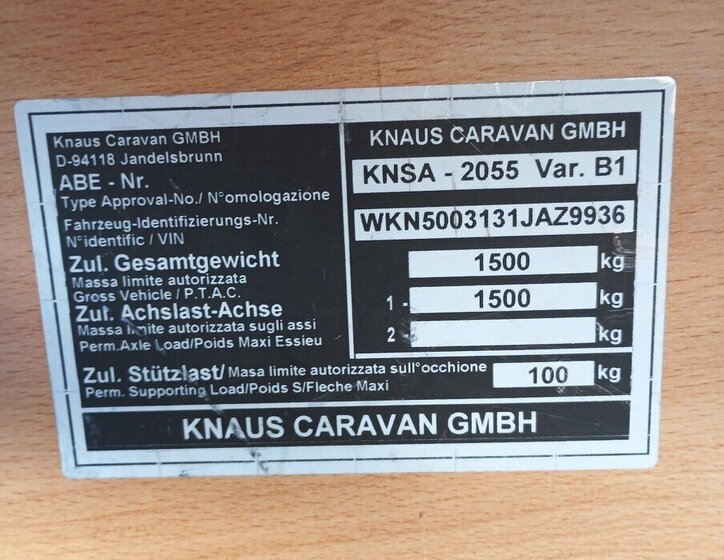 Knaus Caravan GMBH
D-94118 Jandelsbrunn
ABE - Nr.
Type Approval-No./ N°omologazione
Fahrzeug-Identifizierungs-Nr.
N°identific / VIN
Zul. Gesamtgewicht
Massa limite autorizzata
Gross Vehicle / P.T.A.C.
Zul. Achslast-Achse
Massa limite autorizzata sugli assi
Perm.Axle Load/Poids Maxi Essieu
KNAUS CARAVAN GMBH
KNSA - 2055 Var. B1
WKN5003131JAZ9936
1500 kg
1 - 1500 kg
2 - kg
Zul. Stützlast/ Masa limite autorizzata sull°occhione 100 kg
Perm. Supporting Load/Poids S/Fleche Maxi
KNAUS CARAVAN GMBH